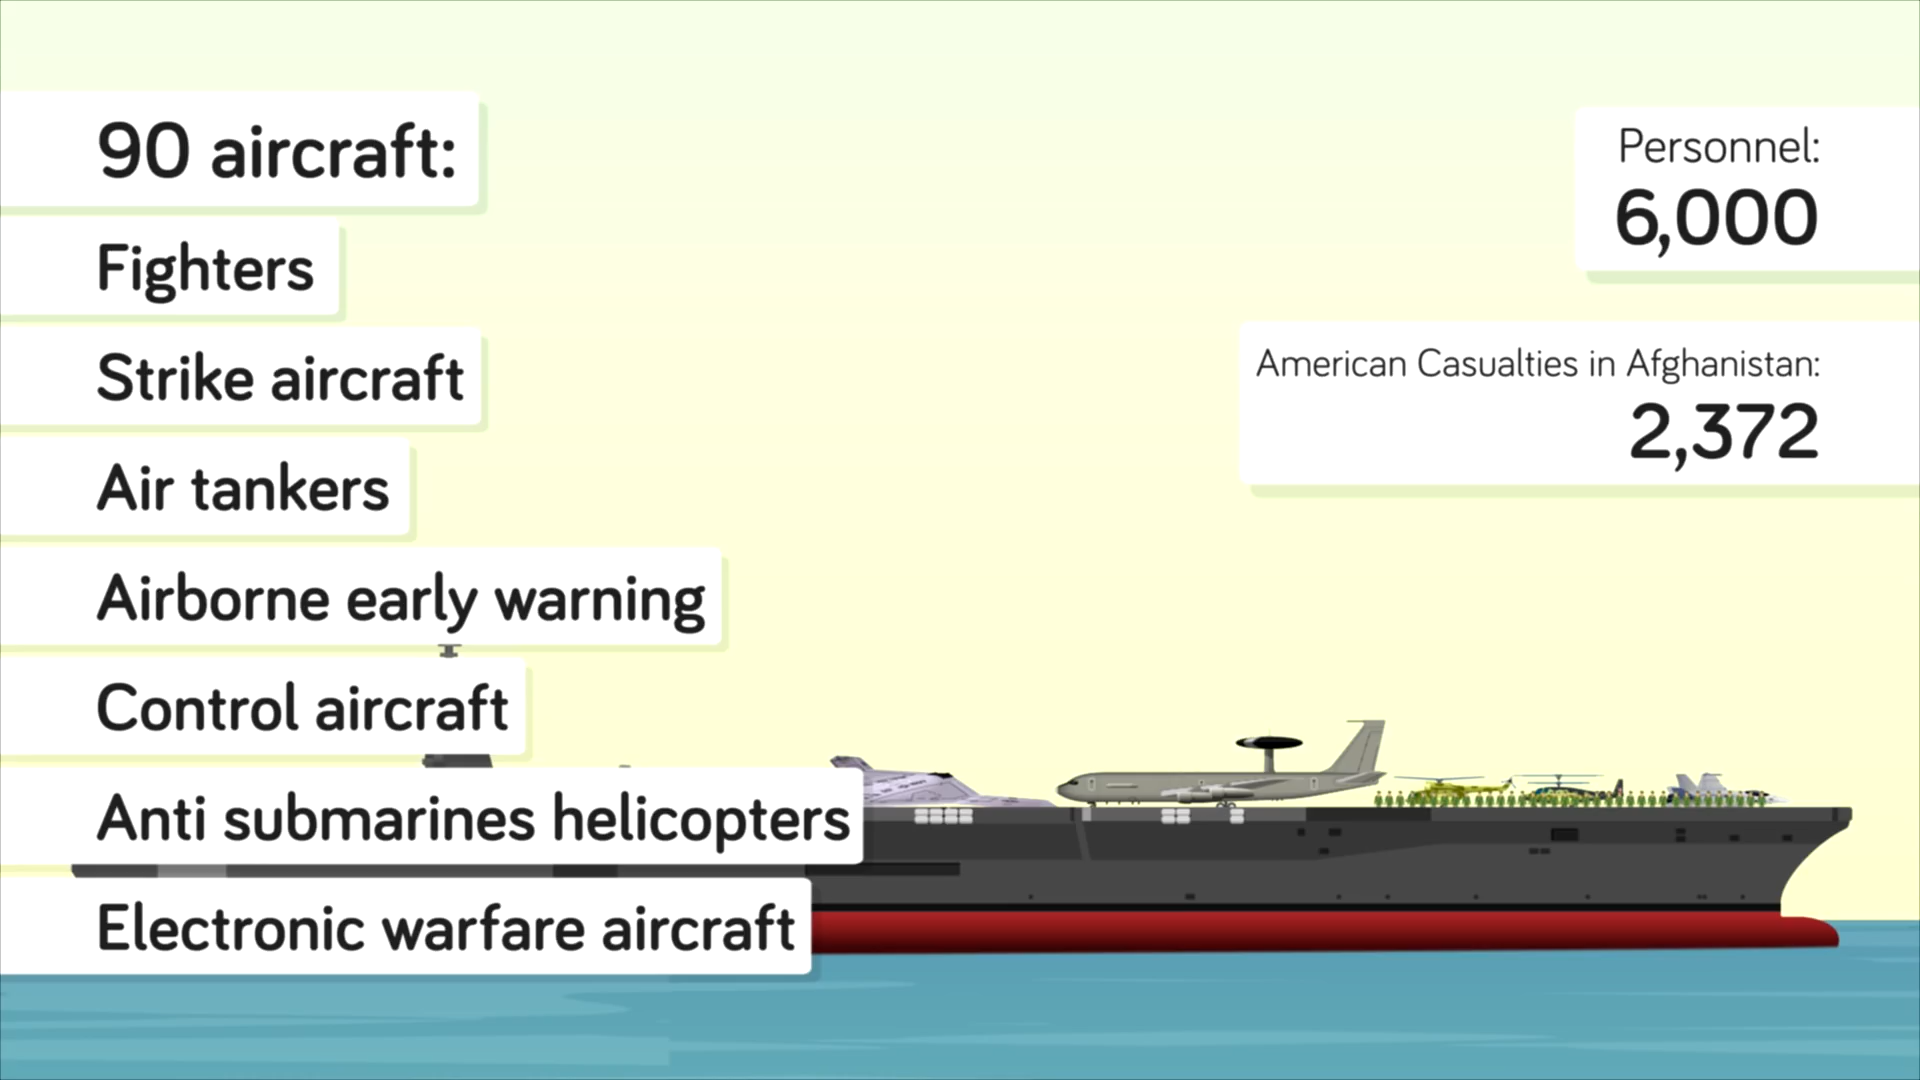 90 aircraft:
Fighters
Strike aircraft
Air tankers
Airborne early warning
Control aircraft
Anti submarines helicopters
Electronic warfare aircraft
Personnel:
6,000
American Casualties in Afghanistan:
2,372